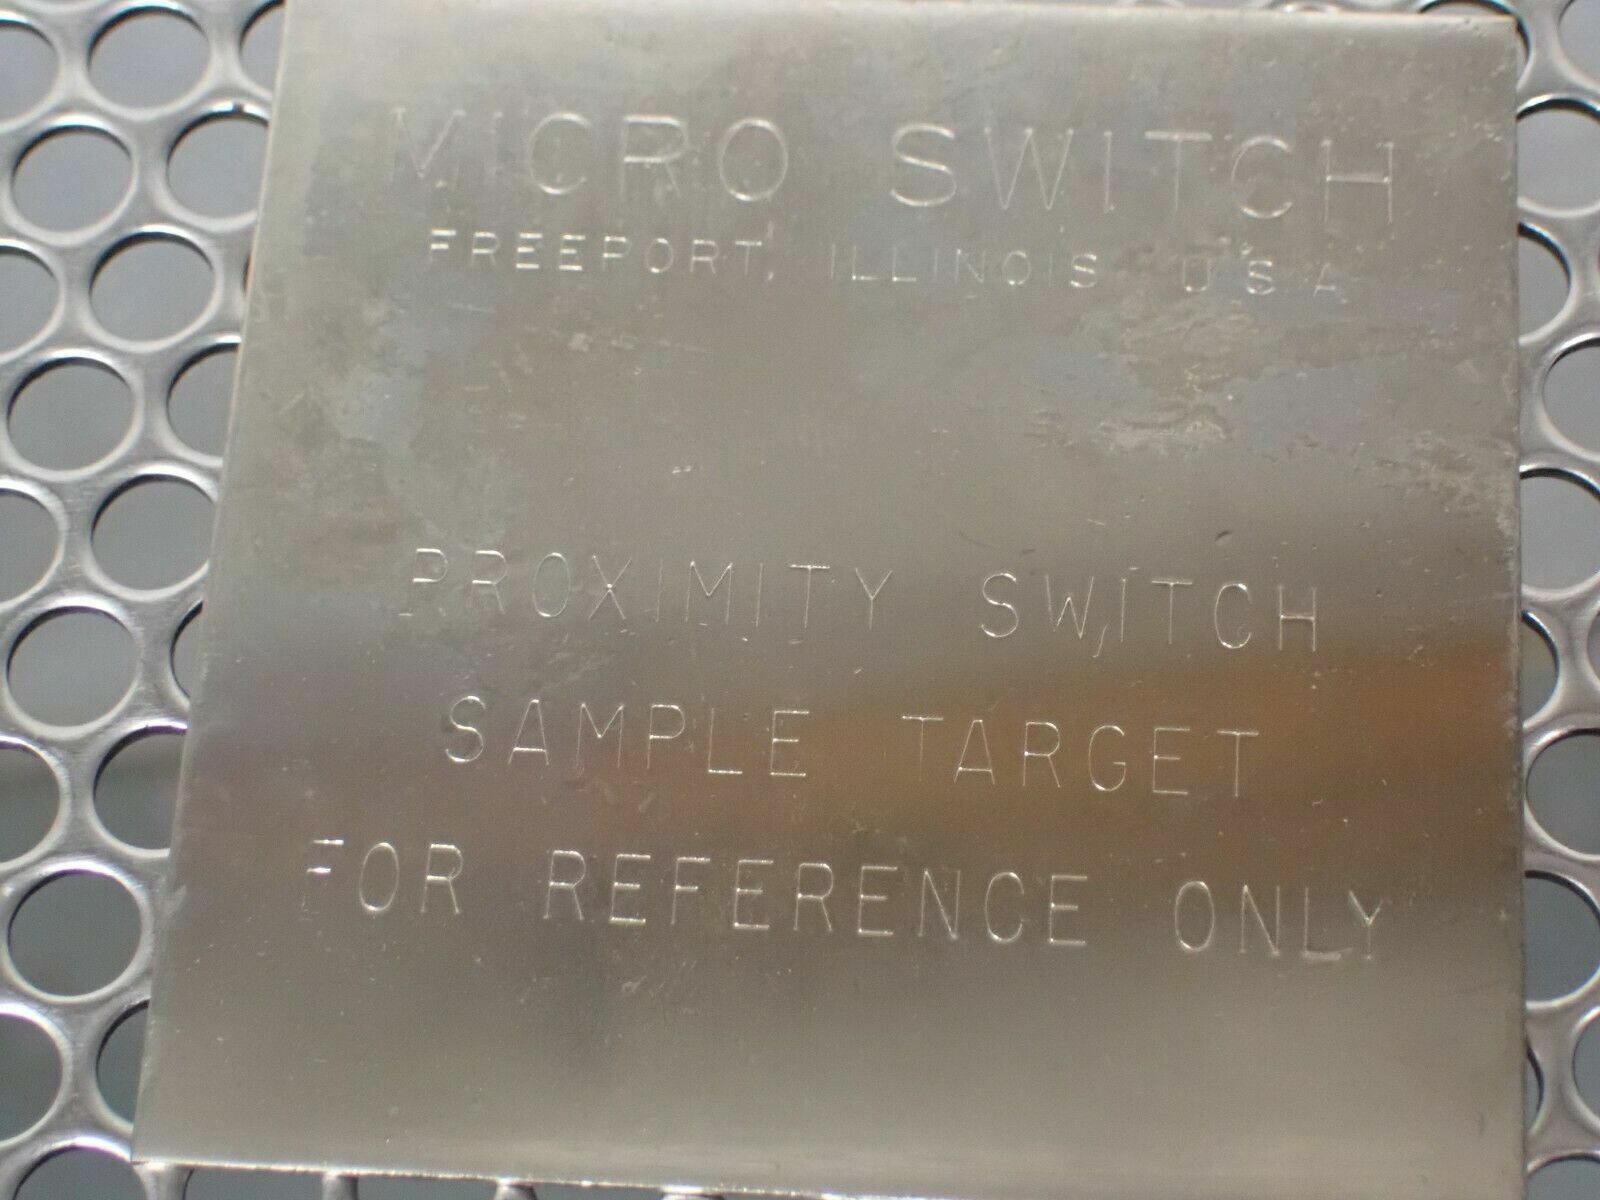 MICRO SWITCH
FREEPORT, ILLINOIS U S A
PROXIMITY SWITCH
SAMPLE TARGET
FOR REFERENCE ONLY